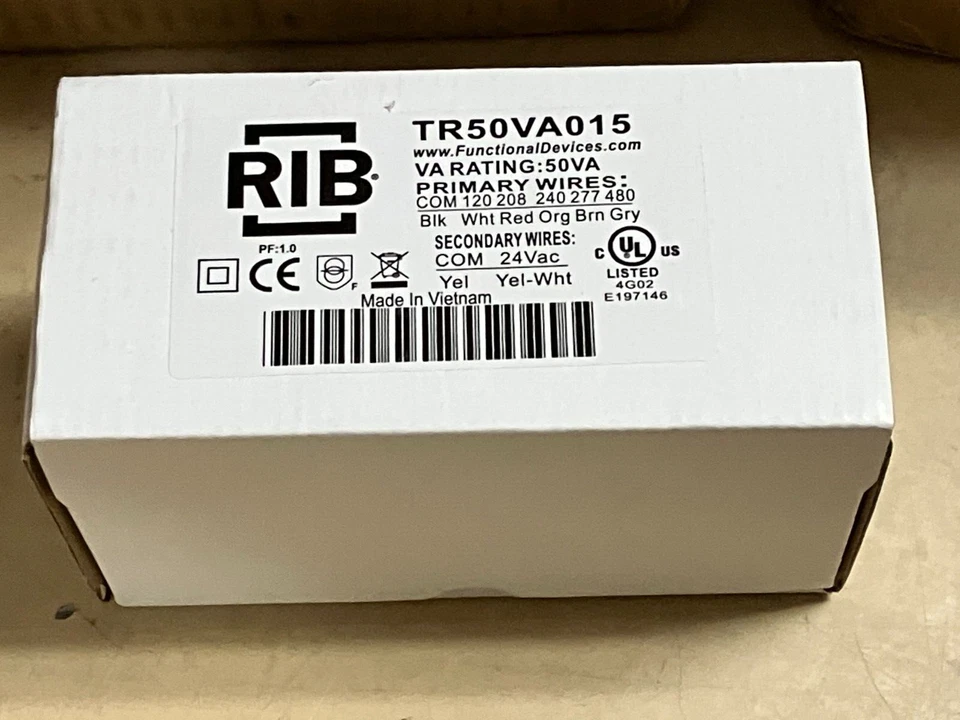 RIB®
TR50VA015
www.FunctionalDevices.com
VA RATING:50VA
PRIMARY WIRES:
COM 120 208 240 277 480
Blk Wht Red Org Brn Gry
SECONDARY WIRES:
COM 24Vac
Yel Yel-Wht
PF:1.0
CE
F
Made In Vietnam
C UL US
LISTED
4G02
E197146